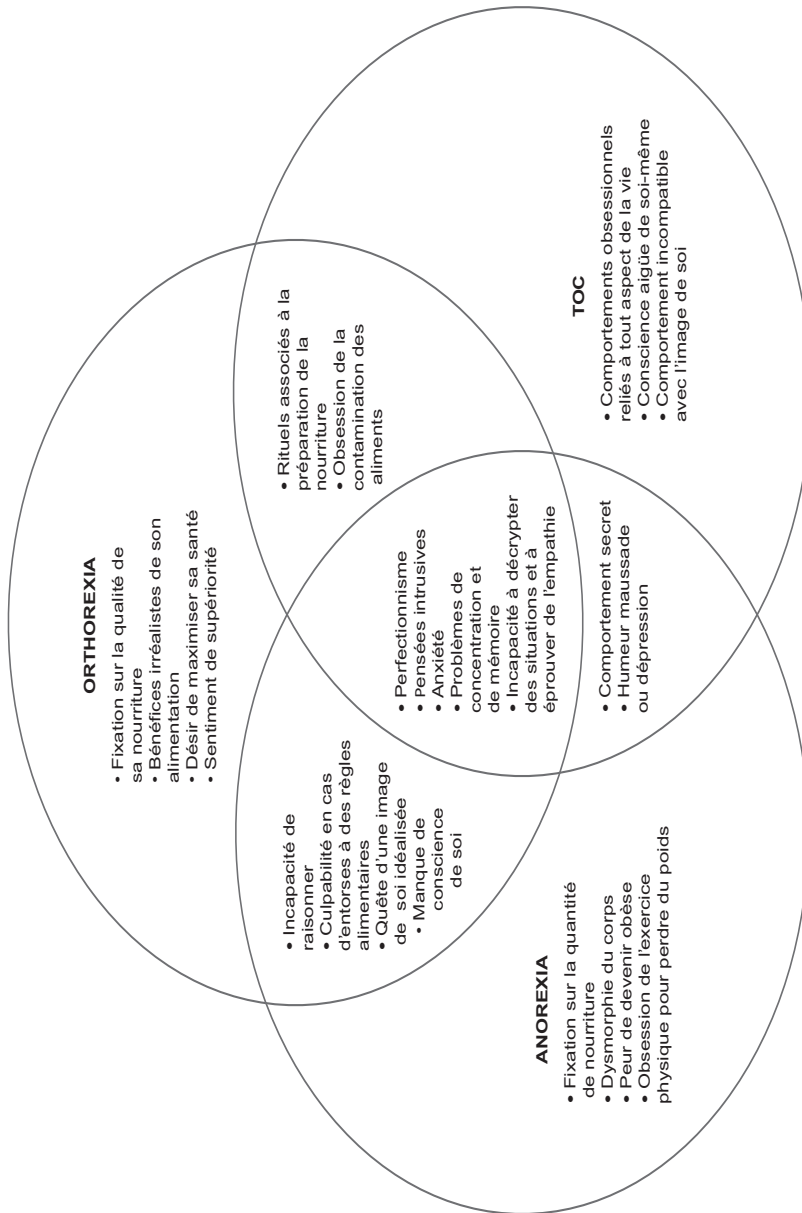 ORTHOREXIA
• Fixation sur la qualité de
sa nourriture
• Bénéfices irréalistes de son
alimentation
• Désir de maximiser sa santé
• Sentiment de supériorité
• Incapacité de
raisonner
• Culpabilité en cas
d'entorses à des règles
alimentaires
• Quête d'une image
de soi idéalisée
• Manque de
conscience
de soi
• Rituels associés à la
préparation de la
nourriture
• Obsession de la
contamination des
aliments
• Perfectionnisme
• Pensées intrusives
• Anxiété
• Problèmes de
concentration et
de mémoire
• Incapacité à décrypter
des situations et à
éprouver de l'empathie
ANOREXIA
• Fixation sur la quantité
de nourriture
• Dysmorphie du corps
• Peur de devenir obèse
• Obsession de l'exercice
physique pour perdre du poids
• Comportement secret
• Humeur maussade
ou dépression
TOC
• Comportements obsessionnels
reliés à tout aspect de la vie
• Conscience aigüe de soi-même
• Comportement incompatible
avec l'image de soi